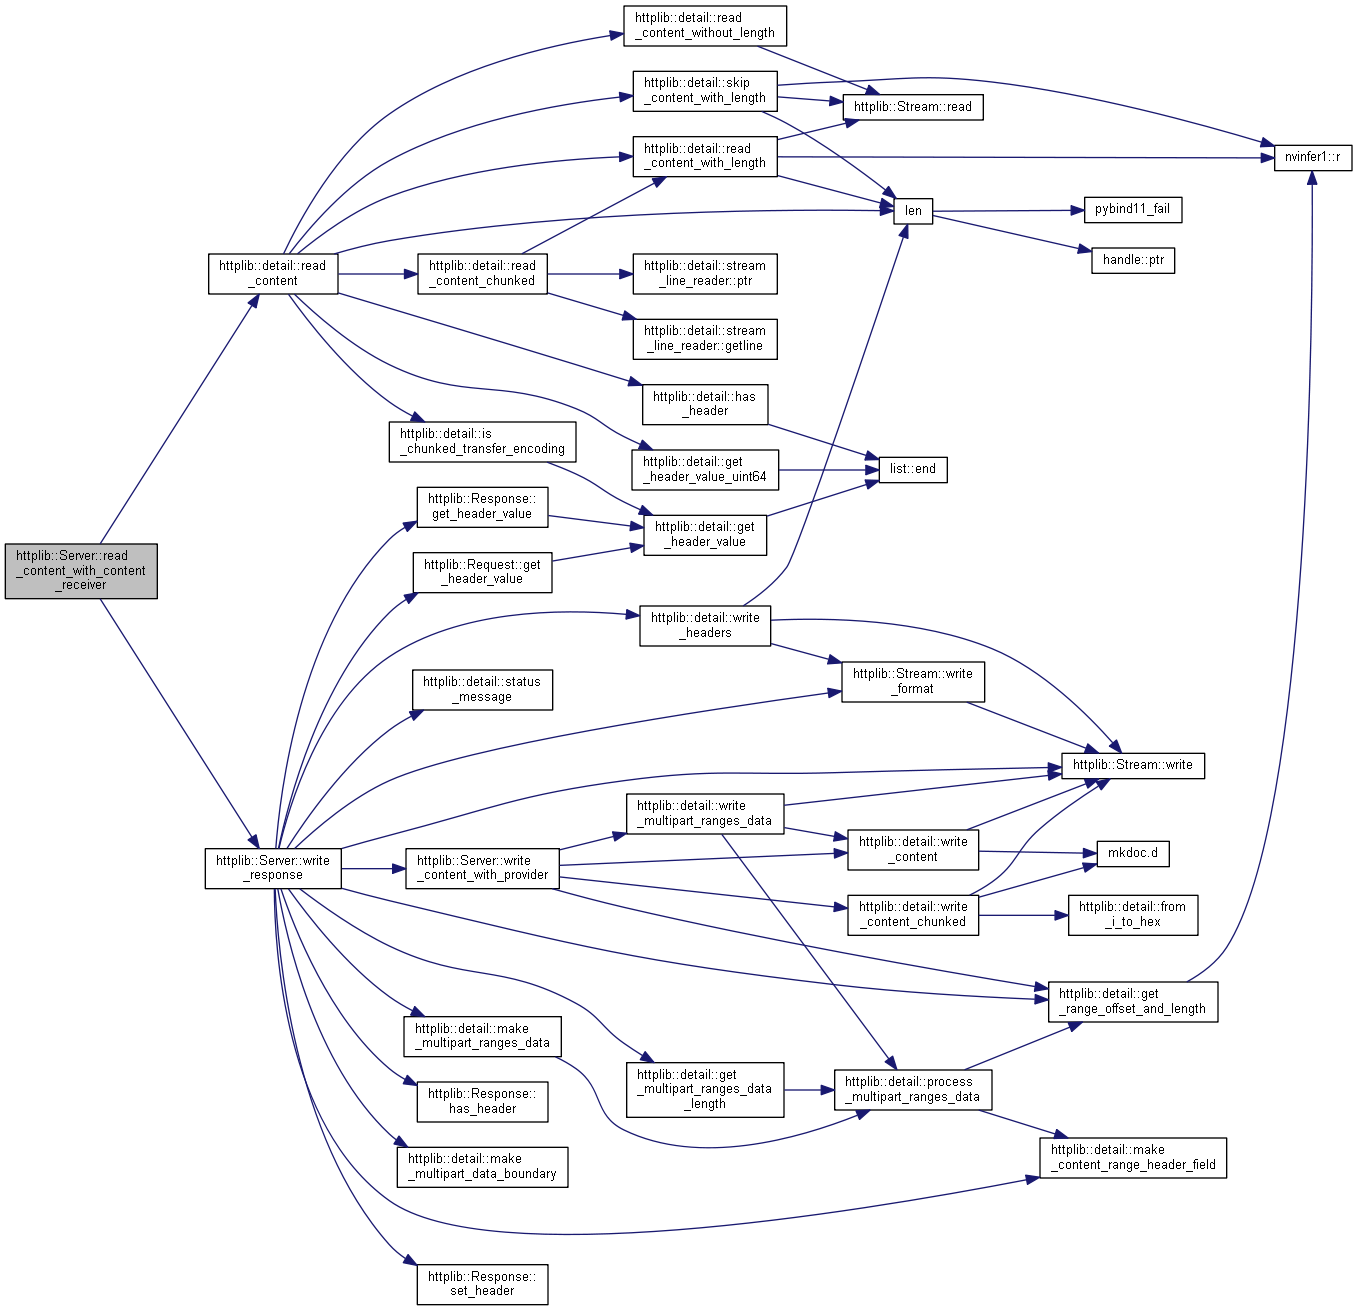 httplib::detail::read
_content_without_length
httplib::detail::skip
_content_with_length
httplib::Stream::read
httplib::detail::read
_content_with_length
nvinfer1::r
len
pybind11_fail
handle::ptr
httplib::detail::read
_content
httplib::detail::read
_content_chunked
httplib::detail::stream
_line_reader::ptr
httplib::detail::stream
_line_reader::getline
httplib::detail::has
_header
httplib::detail::is
_chunked_transfer_encoding
httplib::detail::get
_header_value_uint64
list::end
httplib::Response::
get_header_value
httplib::detail::get
_header_value
httplib::Server::read
_content_with_content
_receiver
httplib::Request::get
_header_value
httplib::detail::write
_headers
httplib::detail::status
_message
httplib::Stream::write
_format
httplib::Stream::write
httplib::detail::write
_multipart_ranges_data
httplib::detail::write
_content
mkdoc.d
httplib::Server::write
_response
httplib::Server::write
_content_with_provider
httplib::detail::write
_content_chunked
httplib::detail::from
_i_to_hex
httplib::detail::get
_range_offset_and_length
httplib::detail::make
_multipart_ranges_data
httplib::detail::get
_multipart_ranges_data
_length
httplib::detail::process
_multipart_ranges_data
httplib::Response::
has_header
httplib::detail::make
_content_range_header_field
httplib::detail::make
_multipart_data_boundary
httplib::Response::
set_header